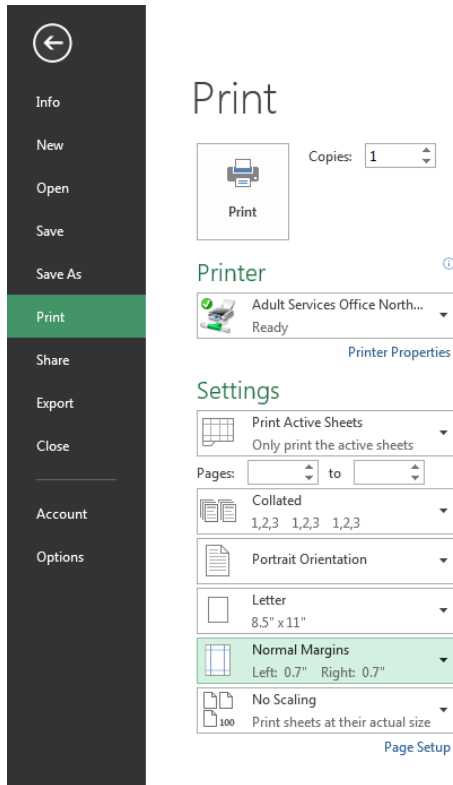 Info
New
Open
Save
Save As
Print
Share
Export
Close
Account
Options
Print
Print
Copies: 1
Printer
Adult Services Office North...
Ready
Printer Properties
Settings
Print Active Sheets
Only print the active sheets
Pages: to
Collated
1,2,3 1,2,3 1,2,3
Portrait Orientation
Letter
8.5" x 11"
Normal Margins
Left: 0.7" Right: 0.7"
No Scaling
100
Print sheets at their actual size
Page Setup